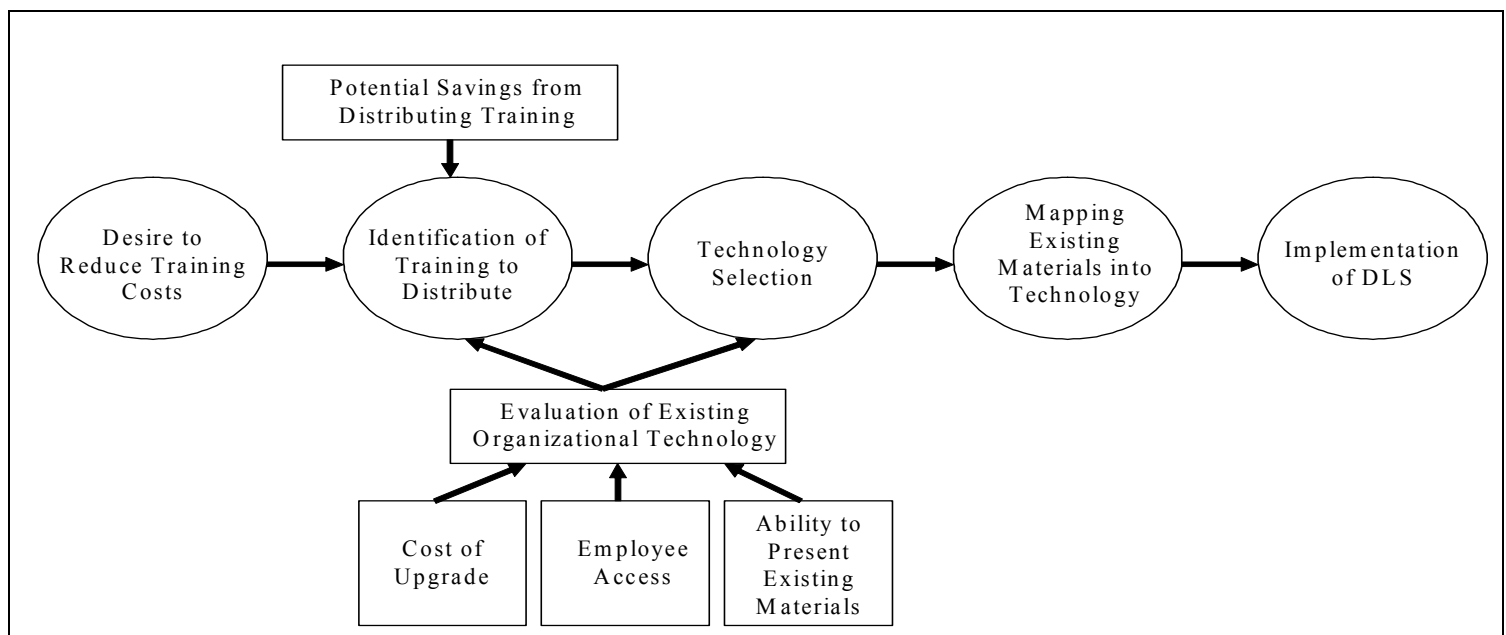 Potential Savings from
Distributing Training
Desire to
Reduce Training
Costs
Identification of
Training to
Distribute
Technology
Selection
Mapping
Existing
Materials into
Technology
Implementation
of DLS
Evaluation of Existing
Organizational Technology
Cost of
Upgrade
Employee
Access
Ability to
Present
Existing
Materials